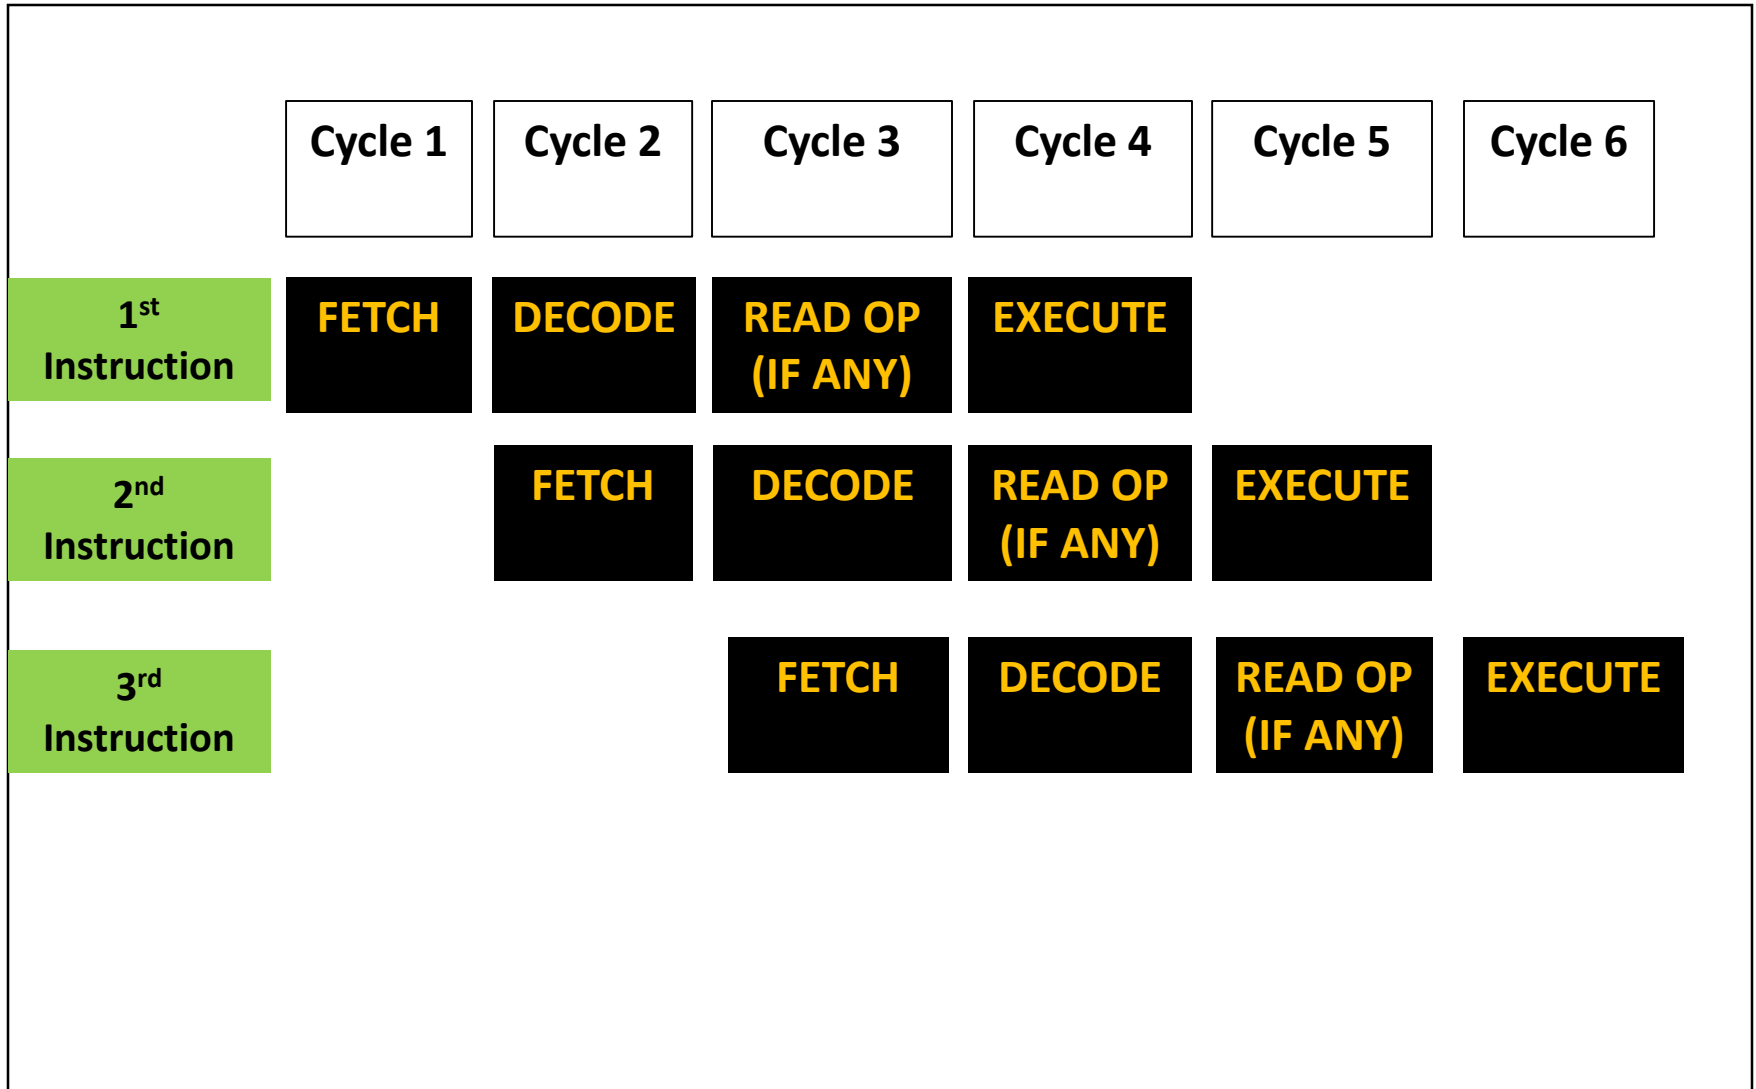 Cycle 1 Cycle 2 Cycle 3 Cycle 4 Cycle 5 Cycle 6
1st
Instruction
FETCH DECODE READ OP
(IF ANY)
EXECUTE
2nd
Instruction
FETCH DECODE READ OP
(IF ANY)
EXECUTE
3rd
Instruction
FETCH DECODE READ OP
(IF ANY)
EXECUTE